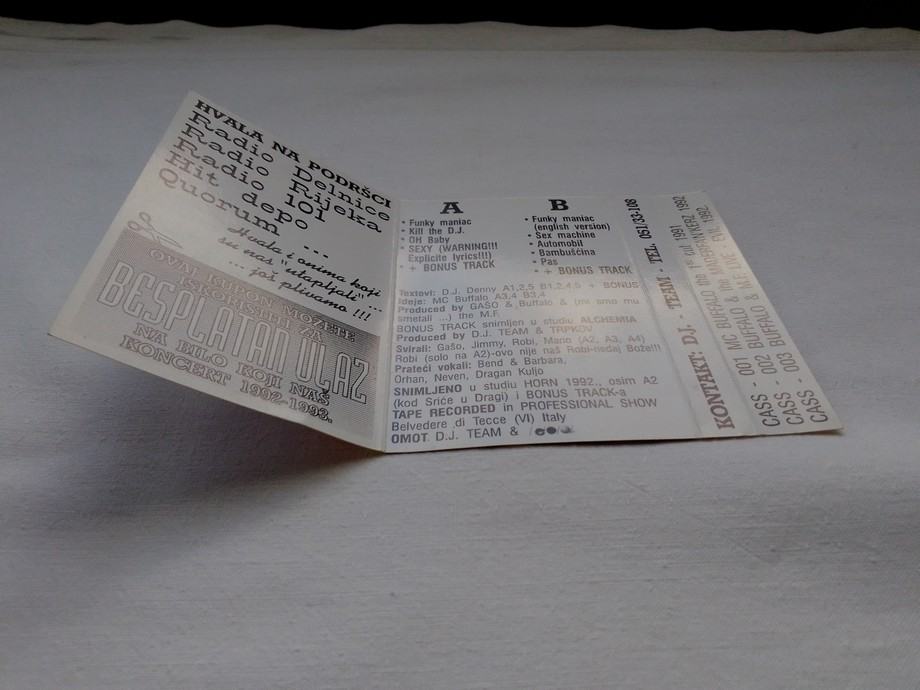 HVALA NA PODRŠCI
Radio Delnice
Radio Rijeka
Radio 101
Hit depo
Quorum ...
Hvala i onima koji
su nas "utapljali" ...
... još plivamo !!!
OVAJ KUPON MOŽETE
ISKORISTITI ZA
BESPLATAN ULAZ
NA BILO KOJI NAŠ
KONCERT 1992-1993.
A
• Funky maniac
• Kill the D.J.
• OH Baby
• SEXY (WARNING!!!
Explicite lyrics!!!)
• + BONUS TRACK
B
• Funky maniac
(english version)
• Sex machine
• Automobil
• Bambuščina
• Pas
• + BONUS TRACK
Textovi: D.J. Denny A1,2,5 B1,2,4,5 + BONUS
Ideje: MC Buffalo A3,4 B3,4
Produced by GAŠO & Buffalo & (mi smo mu
smetali ...) the M.F.
BONUS TRACK snimljen u studiu ALCHEMIA
Produced by D.J. TEAM & TRPKOV
Svirali: Gašo, Jimmy, Robi, Mario (A2, A3, A4)
Robi (solo na A2)-ovo nije naš Robi-nedaj Bože!!!
Prateći vokali: Bend & Barbara,
Orhan, Neven, Dragan Kuljo
SNIMLJENO u studiu HORN 1992., osim A2
(kod Sriće u Dragi) i BONUS TRACK-a
TAPE RECORDED in PROFESSIONAL SHOW
Belvedere di Tecce (VI) Italy
OMOT D.J. TEAM &
KONTAKT: D.J. - TEAM - TEL. 051/33-108
CASS - 001 MC BUFFALO the 1st cut 1991
CASS - 002 BUFFALO & the MADERFAKYERZ 1992
CASS - 003 BUFFALO & M.F. LIVE - EVIL 1992